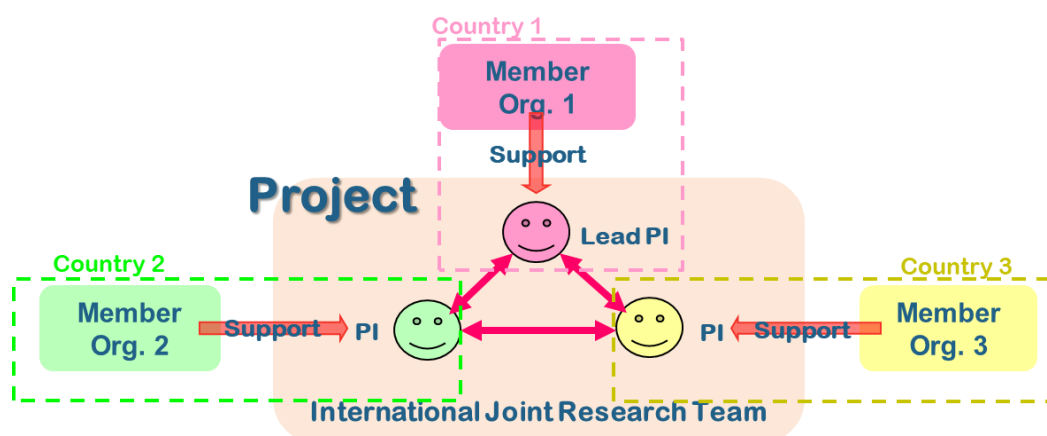 Country 1
Member
Org. 1
Support
Project
Lead PI
Country 2
Country 3
Member
Org. 2
Support
PI
PI
Support
Member
Org. 3
International Joint Research Team